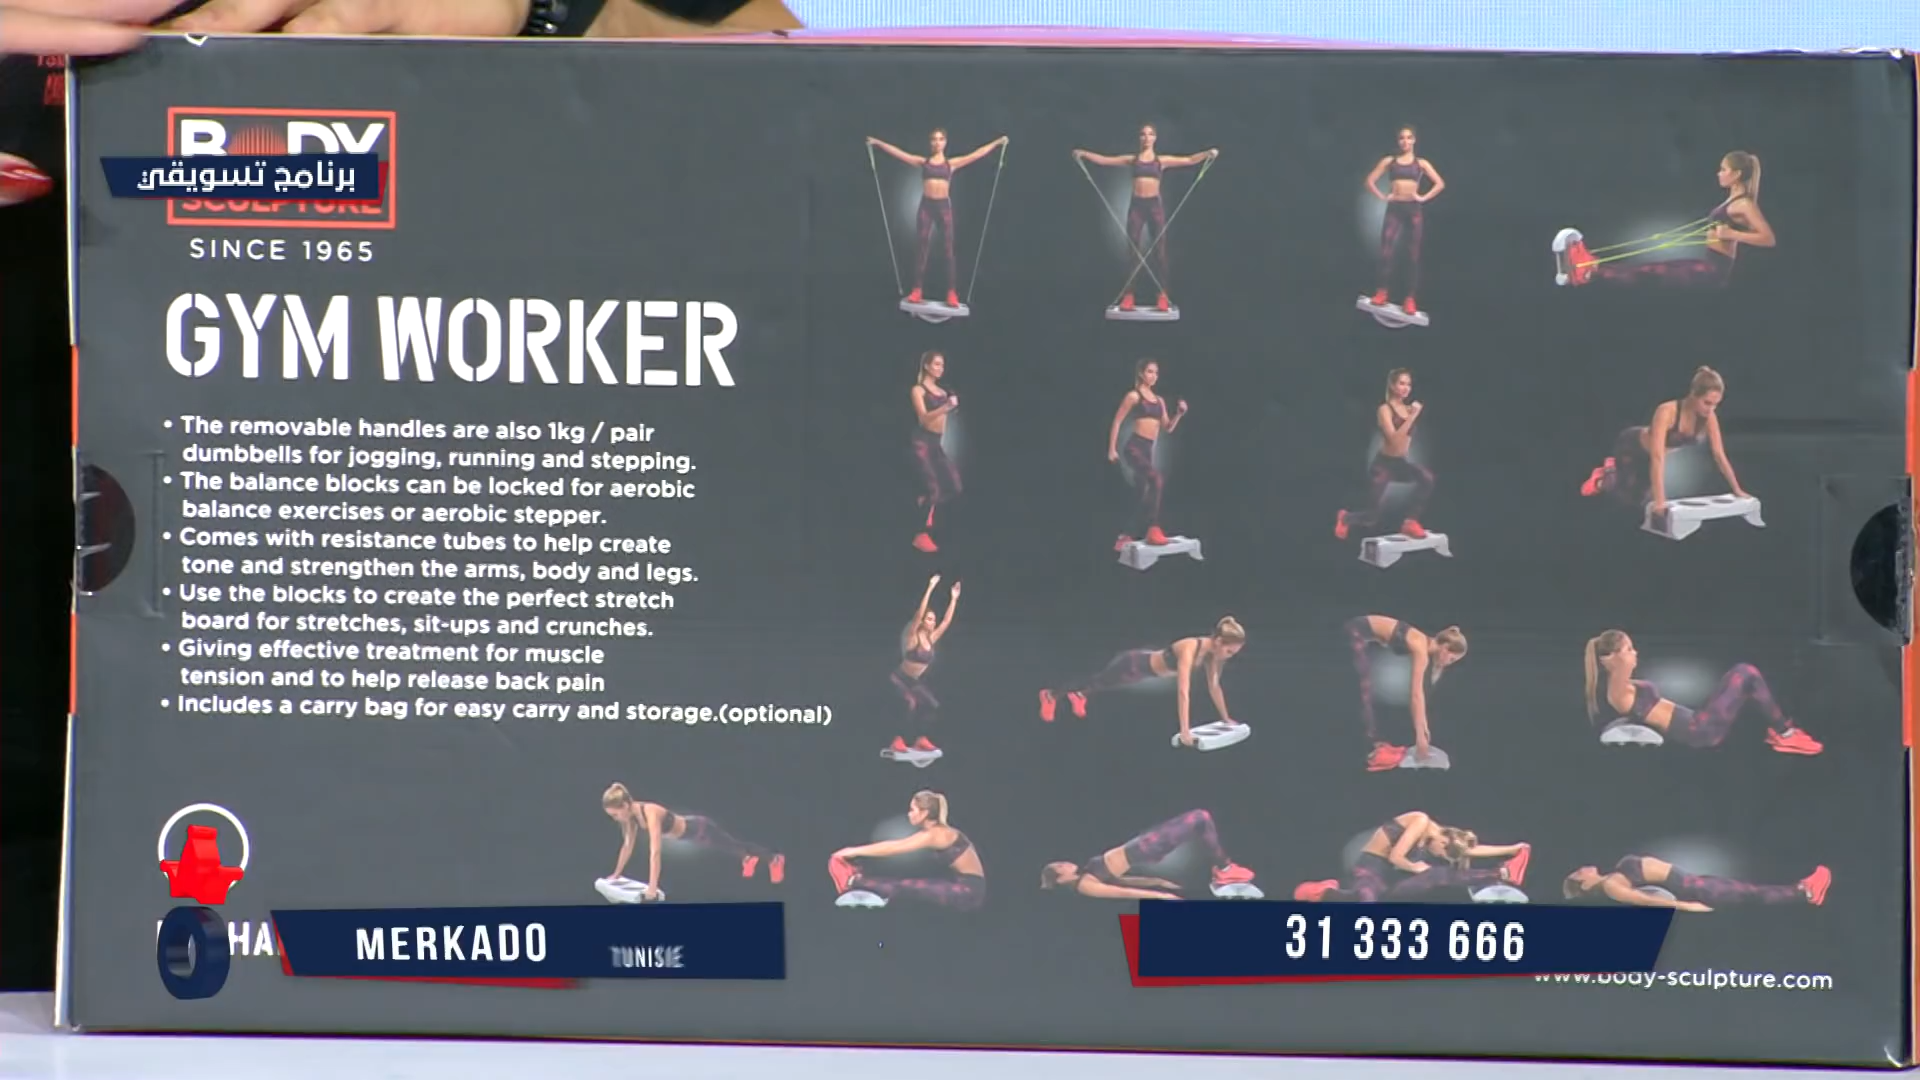 BODY
برنامج تسويقي
SCULPTURE
SINCE 1965
GYM WORKER
• The removable handles are also 1kg / pair
dumbbells for jogging, running and stepping.
• The balance blocks can be locked for aerobic
balance exercises or aerobic stepper.
• Comes with resistance tubes to help create
tone and strengthen the arms, body and legs.
• Use the blocks to create the perfect stretch
board for stretches, sit-ups and crunches.
• Giving effective treatment for muscle
tension and to help release back pain
• Includes a carry bag for easy carry and storage.(optional)
MERKADO TUNISIE
31 333 666
www.body-sculpture.com